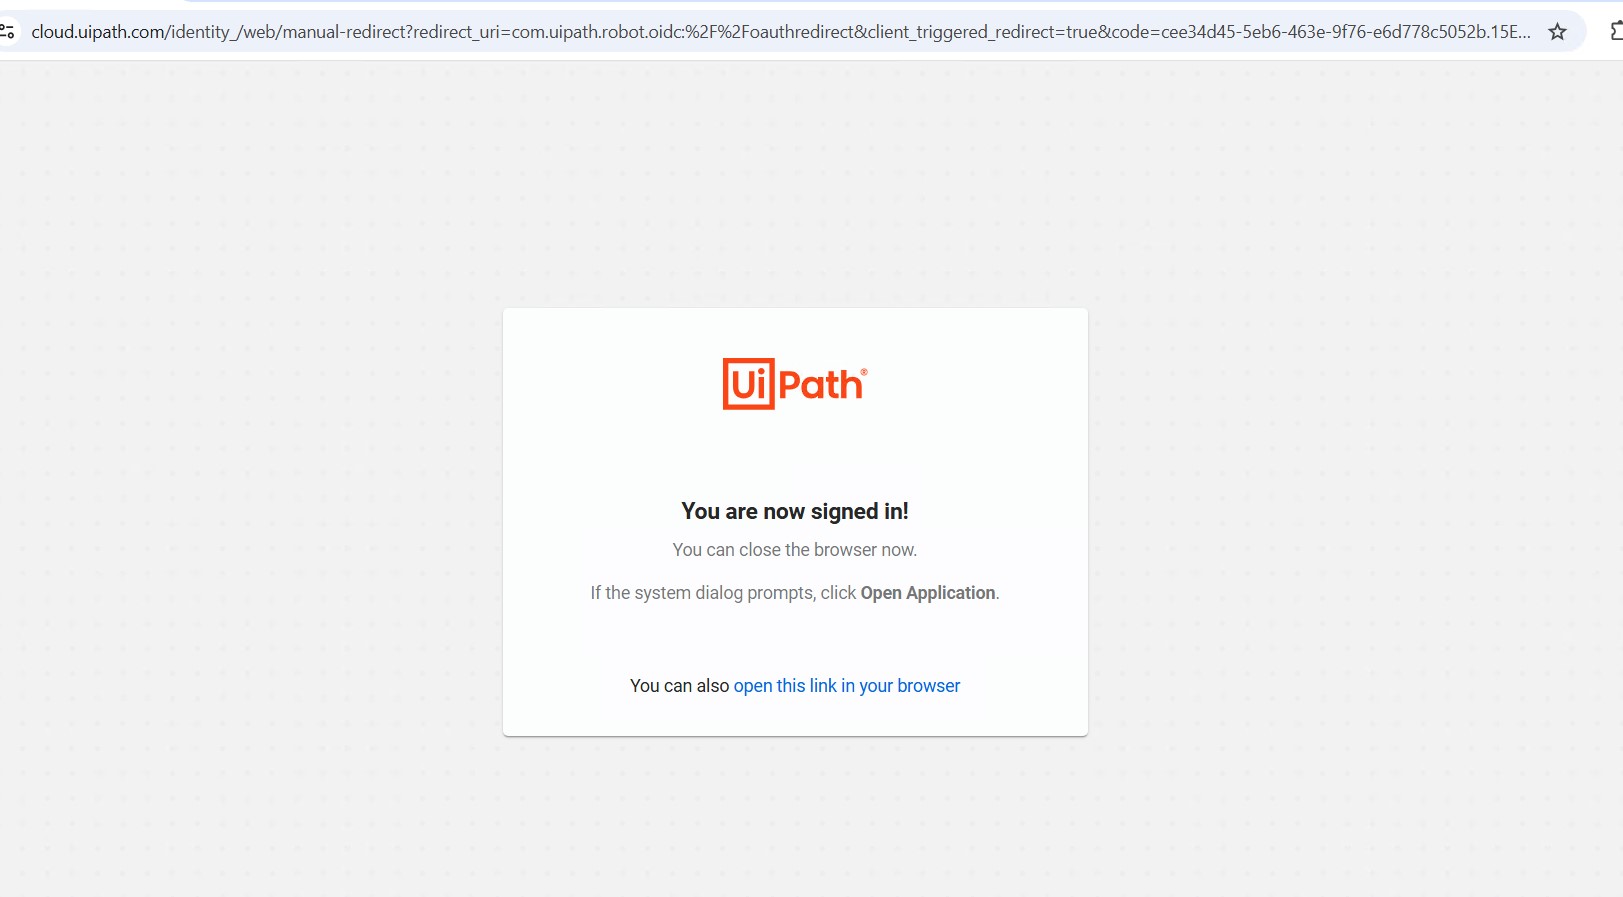 cloud.uipath.com/identity_/web/manual-redirect?redirect_uri=com.uipath.robot.oidc:%2F%2Foauthredirect&client_triggered_redirect=true&code=cee34d45-5eb6-463e-9f76-e6d778c5052b.15E...
UiPath®
You are now signed in!
You can close the browser now.
If the system dialog prompts, click Open Application.
You can also open this link in your browser